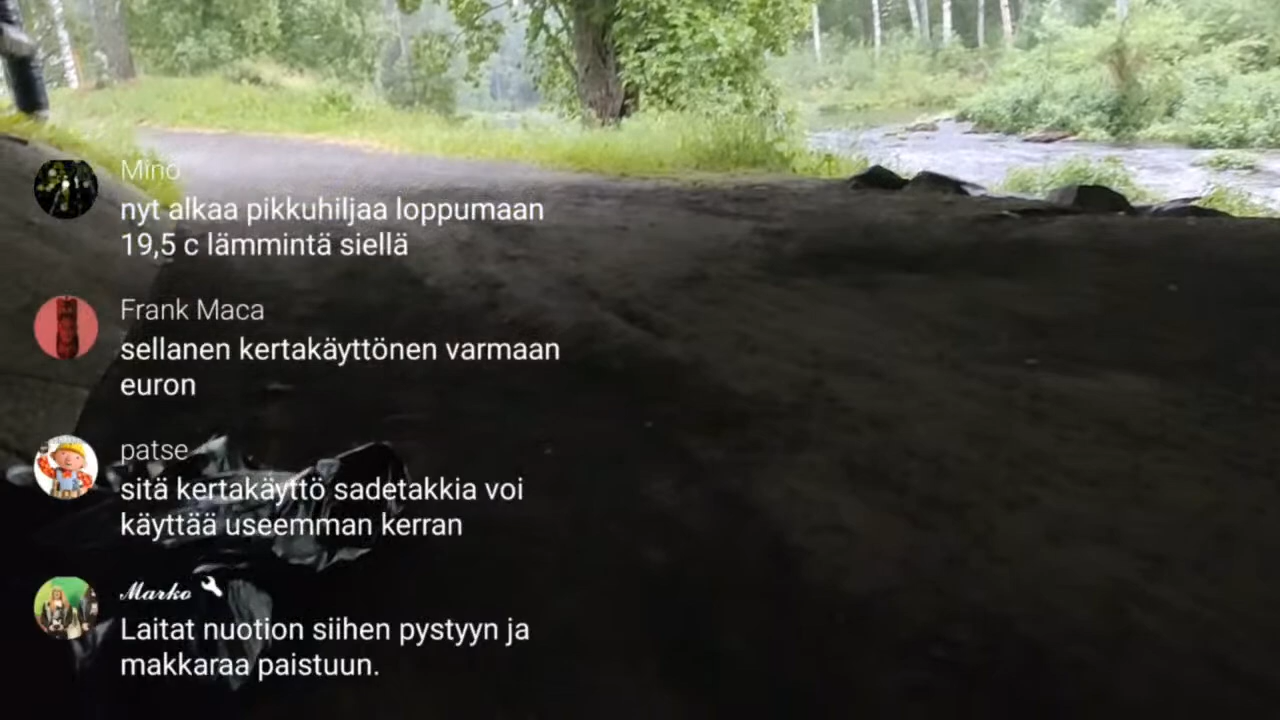 Mino
nyt alkaa pikkuhiljaa loppumaan
19,5 c lämmintä siellä
Frank Maca
sellanen kertakäyttönen varmaan
euron
patse
sitä kertakäyttö sadetakkia voi
käyttää useemman kerran
Marko
Laitat nuotion siihen pystyyn ja
makkaraa paistuun.